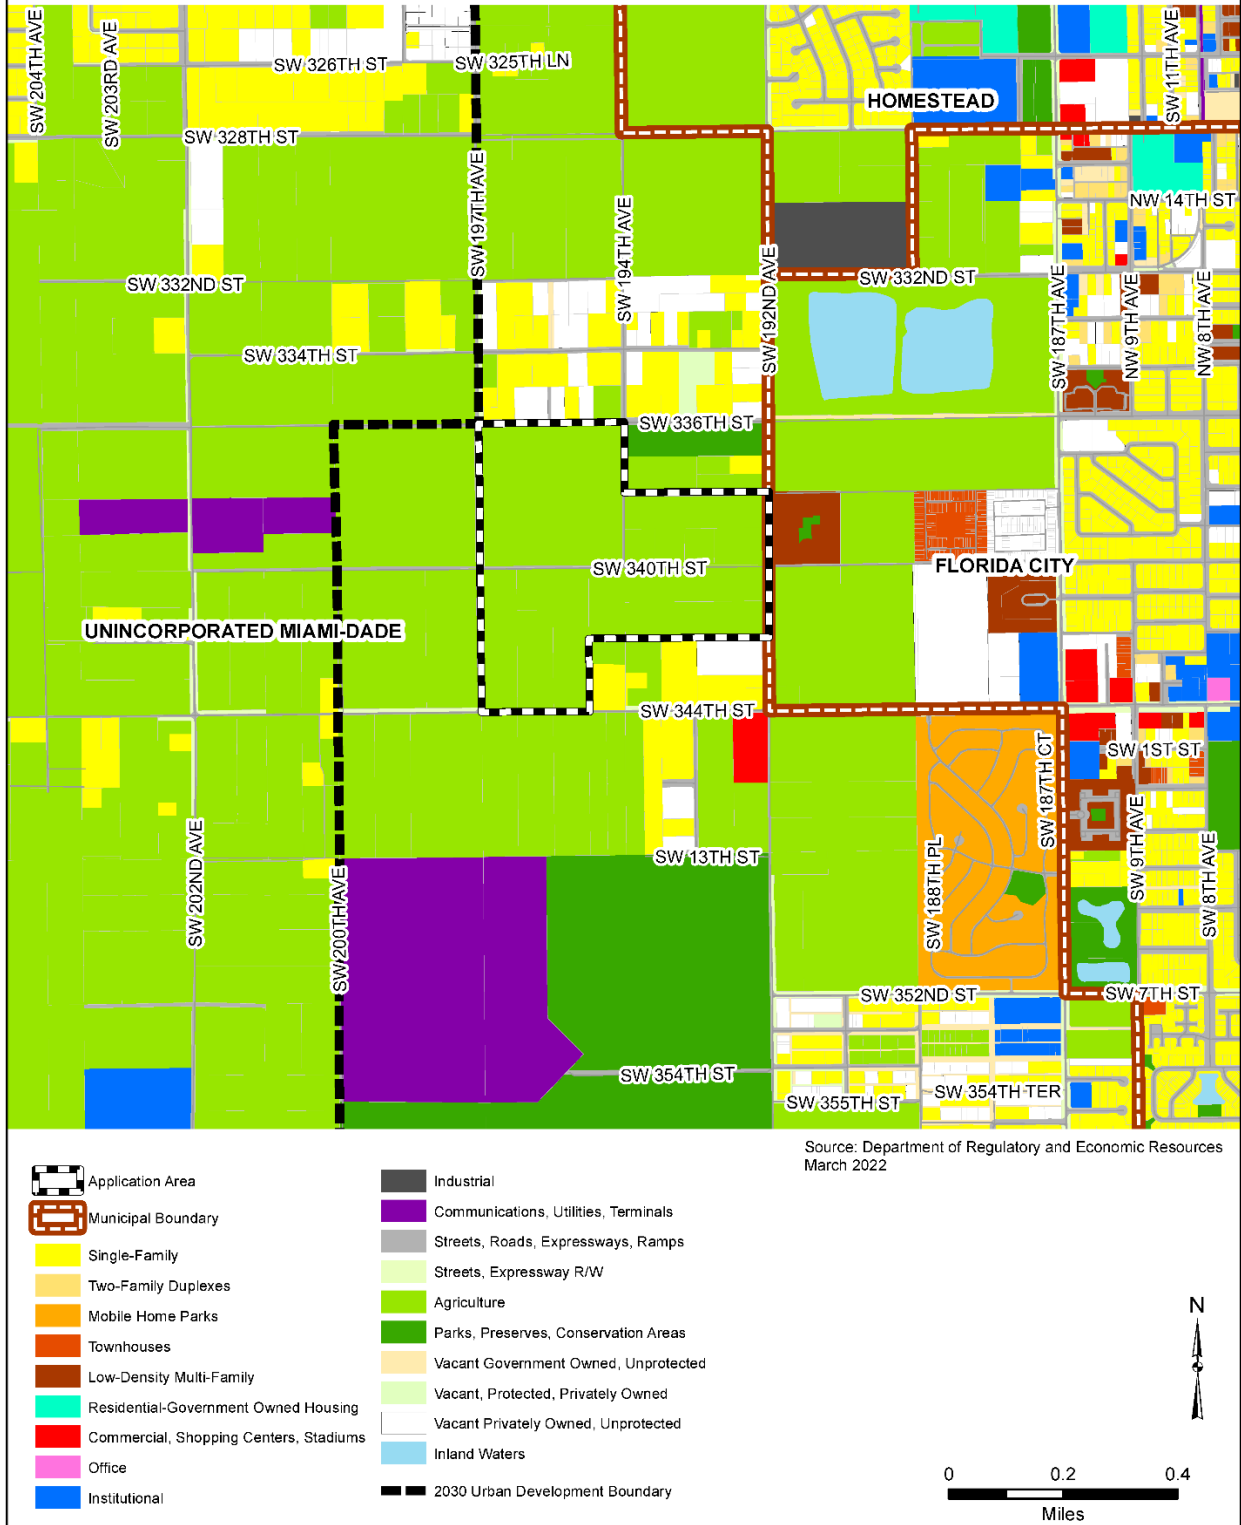 SW 204TH AVE
SW 203RD AVE
SW 326TH ST
SW 325TH LN
SW 11TH AVE
HOMESTEAD
SW 328TH ST
SW 197TH AVE
SW 194TH AVE
NW 14TH ST
SW 332ND ST
SW 192ND AVE
SW 332ND ST
SW 187TH AVE
NW 9TH AVE
NW 8TH AVE
SW 334TH ST
SW 336TH ST
SW 340TH ST
FLORIDA CITY
UNINCORPORATED MIAMI-DADE
SW 344TH ST
SW 187TH CT
SW 1ST ST
SW 202ND AVE
SW 200TH AVE
SW 13TH ST
SW 188TH PL
SW 9TH AVE
SW 8TH AVE
SW 352ND ST
SW 7TH ST
SW 354TH ST
SW 355TH ST
SW 354TH TER
Source: Department of Regulatory and Economic Resources
March 2022
Application Area
Municipal Boundary
Single-Family
Two-Family Duplexes
Mobile Home Parks
Townhouses
Low-Density Multi-Family
Residential-Government Owned Housing
Commercial, Shopping Centers, Stadiums
Office
Institutional
Industrial
Communications, Utilities, Terminals
Streets, Roads, Expressways, Ramps
Streets, Expressway R/W
Agriculture
Parks, Preserves, Conservation Areas
Vacant Government Owned, Unprotected
Vacant, Protected, Privately Owned
Vacant Privately Owned, Unprotected
Inland Waters
2030 Urban Development Boundary
N
0 0.2 0.4
Miles